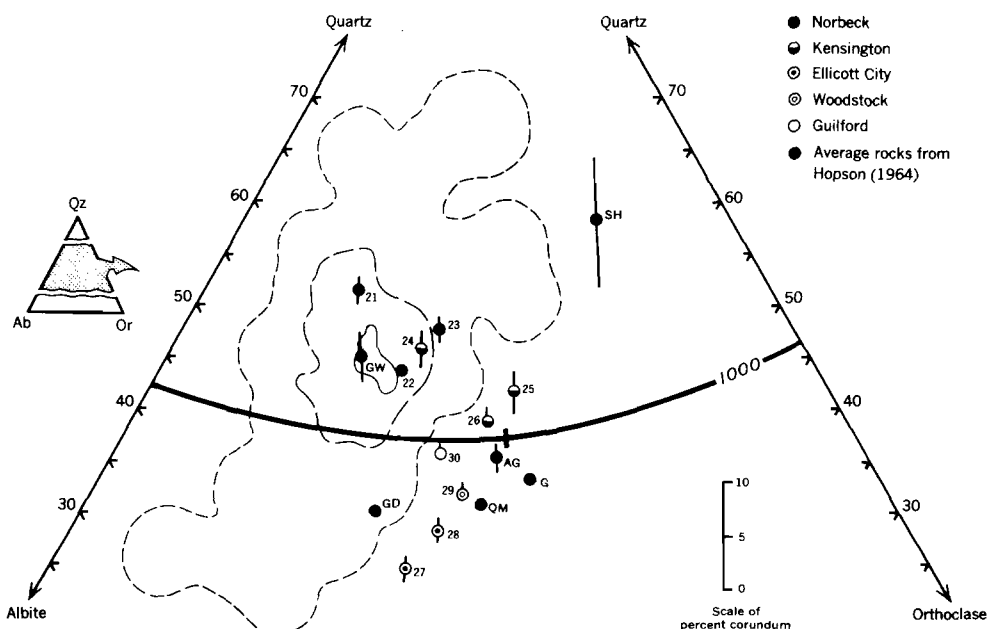 Quartz
Quartz
Norbeck
Kensington
Ellicott City
Woodstock
Guilford
Average rocks from
Hopson (1964)
70
70
60
60
50
50
40
40
30
30
Qz
Ab
Or
SH
21
23
24
GW
22
25
26
1000
30
AG
G
29
QM
GD
28
27
10
5
0
Scale of
percent corundum
Albite
Orthoclase